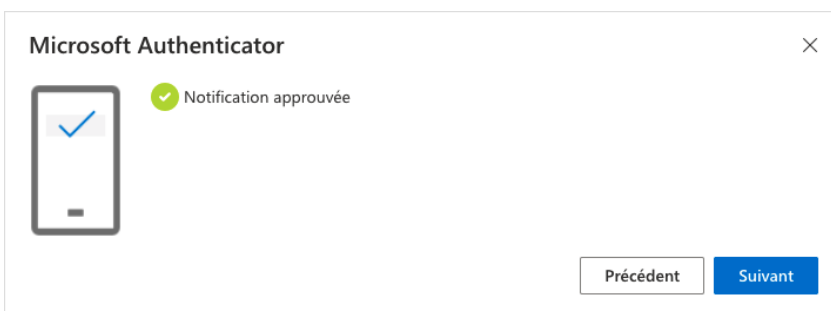 Microsoft Authenticator
Notification approuvée
Précédent
Suivant